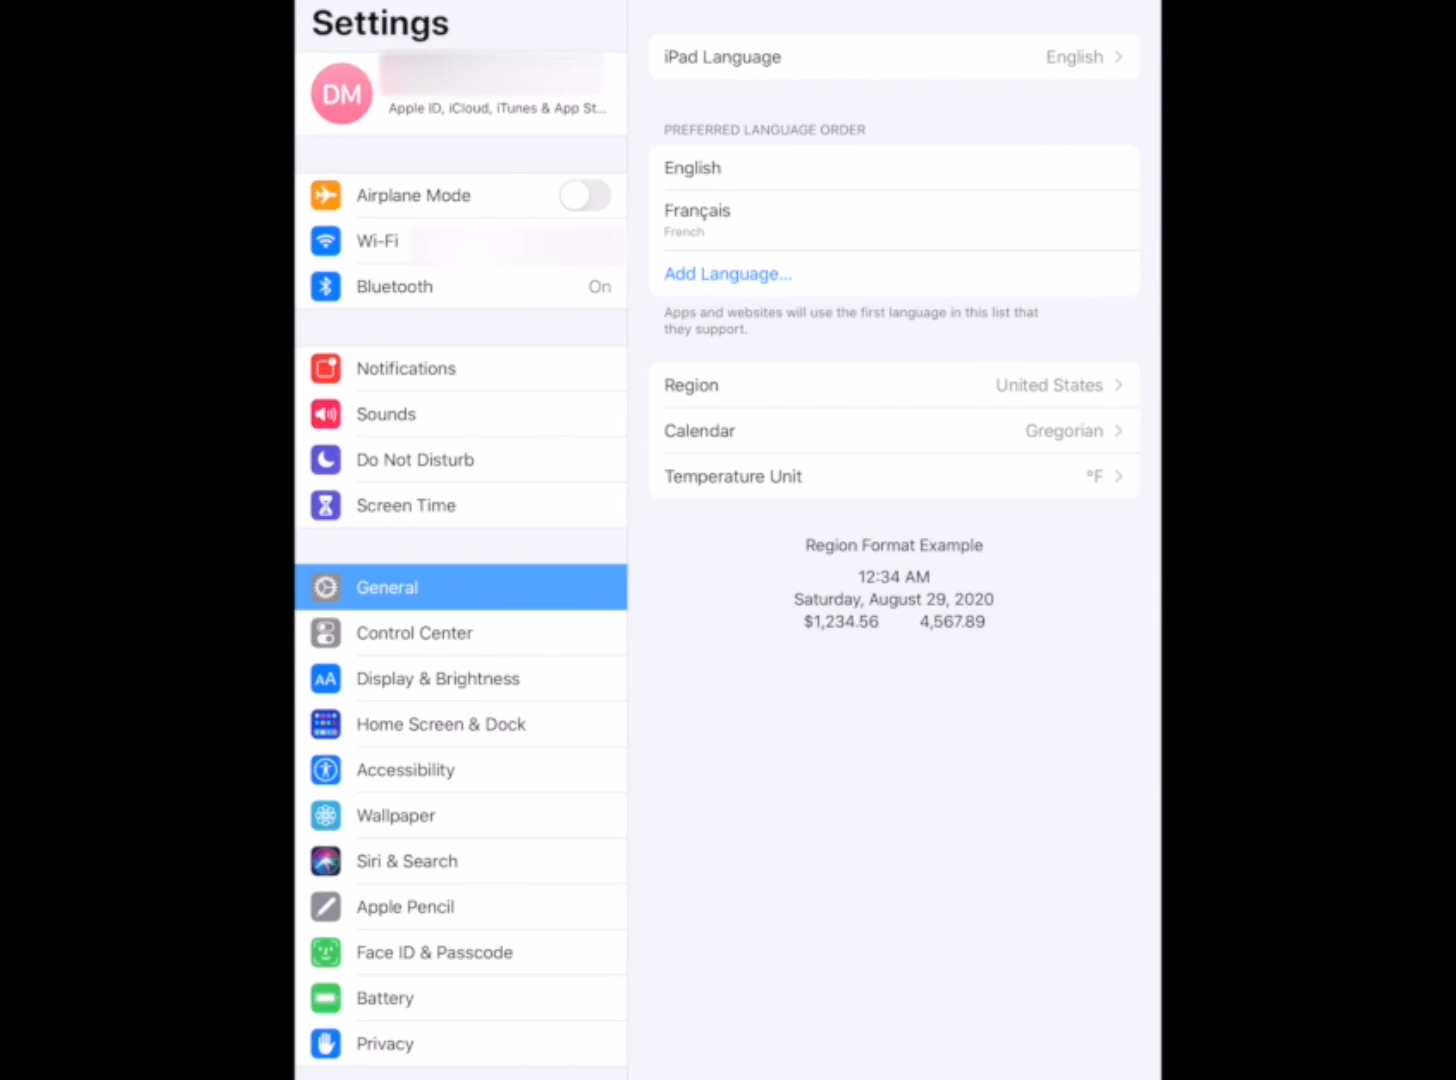 Settings
DM
Apple ID, iCloud, iTunes & App St...
Airplane Mode
Wi-Fi
Bluetooth On
Notifications
Sounds
Do Not Disturb
Screen Time
General
Control Center
AA Display & Brightness
Home Screen & Dock
Accessibility
Wallpaper
Siri & Search
Apple Pencil
Face ID & Passcode
Battery
Privacy
iPad Language English
PREFERRED LANGUAGE ORDER
English
Français
French
Add Language...
Apps and websites will use the first language in this list that
they support.
Region United States
Calendar Gregorian
Temperature Unit °F
Region Format Example
12:34 AM
Saturday, August 29, 2020
$1,234.56 4,567.89